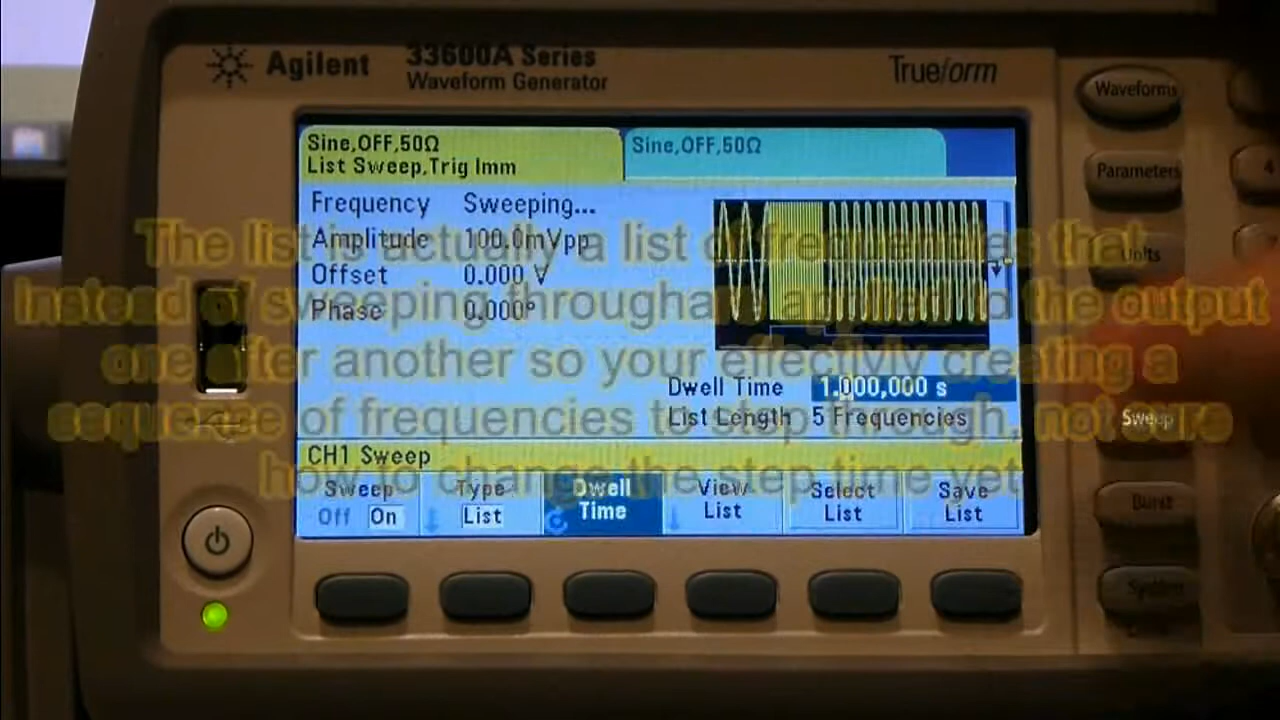 Agilent
33600A Series
Waveform Generator
Trueform
Waveforms
Parameters
Units
Sweep
Burst
System
4
Sine,OFF,50Ω
List Sweep,Trig Imm
Sine,OFF,50Ω
Frequency Sweeping...
Amplitude 100.0mVpp
Offset 0.000 V
Phase 0.000°
Dwell Time 1.000,000 s
List Length 5 Frequencies
CH1 Sweep
Sweep
Off On
Type
List
Dwell
Time
View
List
Select
List
Save
List
The list is actually a list of frequencies that
instead of sweeping through are applied to the output
one after another so your effectivly creating a
sequence of frequencies to step through, not sure
how to change the step time yet